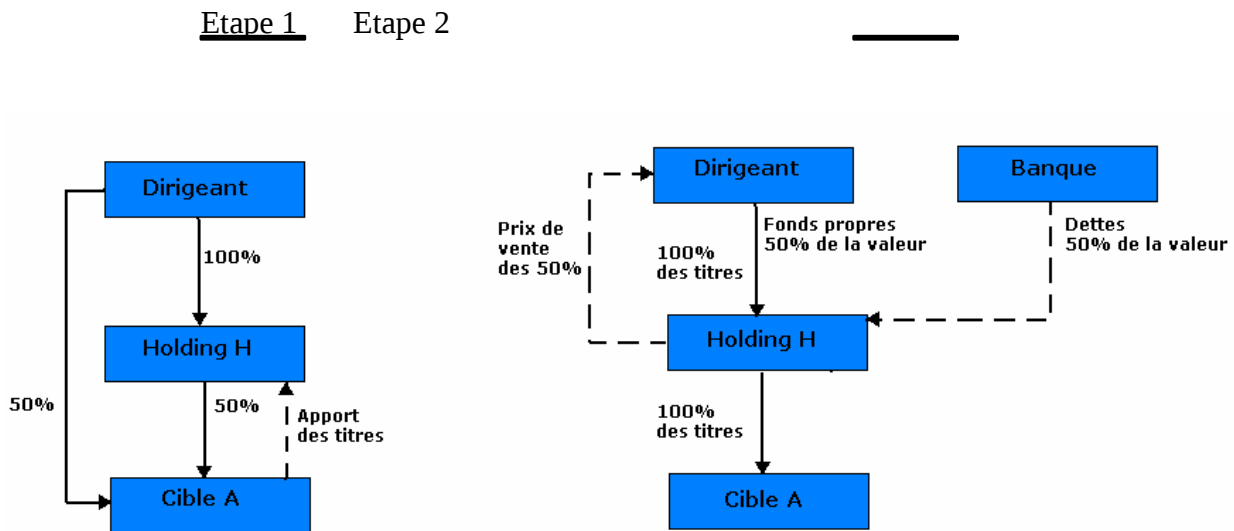 Etape 1 Etape 2
Dirigeant
100%
Holding H
50%
50%
Apport
des titres
Cible A
Dirigeant
Banque
Prix de
vente
des 50%
Fonds propres
50% de la valeur
100%
des titres
Dettes
50% de la valeur
Holding H
100%
des titres
Cible A